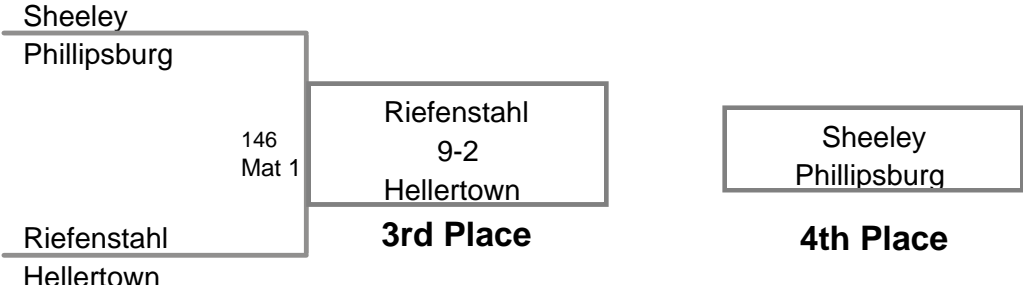 Sheeley
Phillipsburg
146
Mat 1
Riefenstahl
Hellertown
Riefenstahl
9-2
Hellertown
3rd Place
Sheeley
Phillipsburg
4th Place